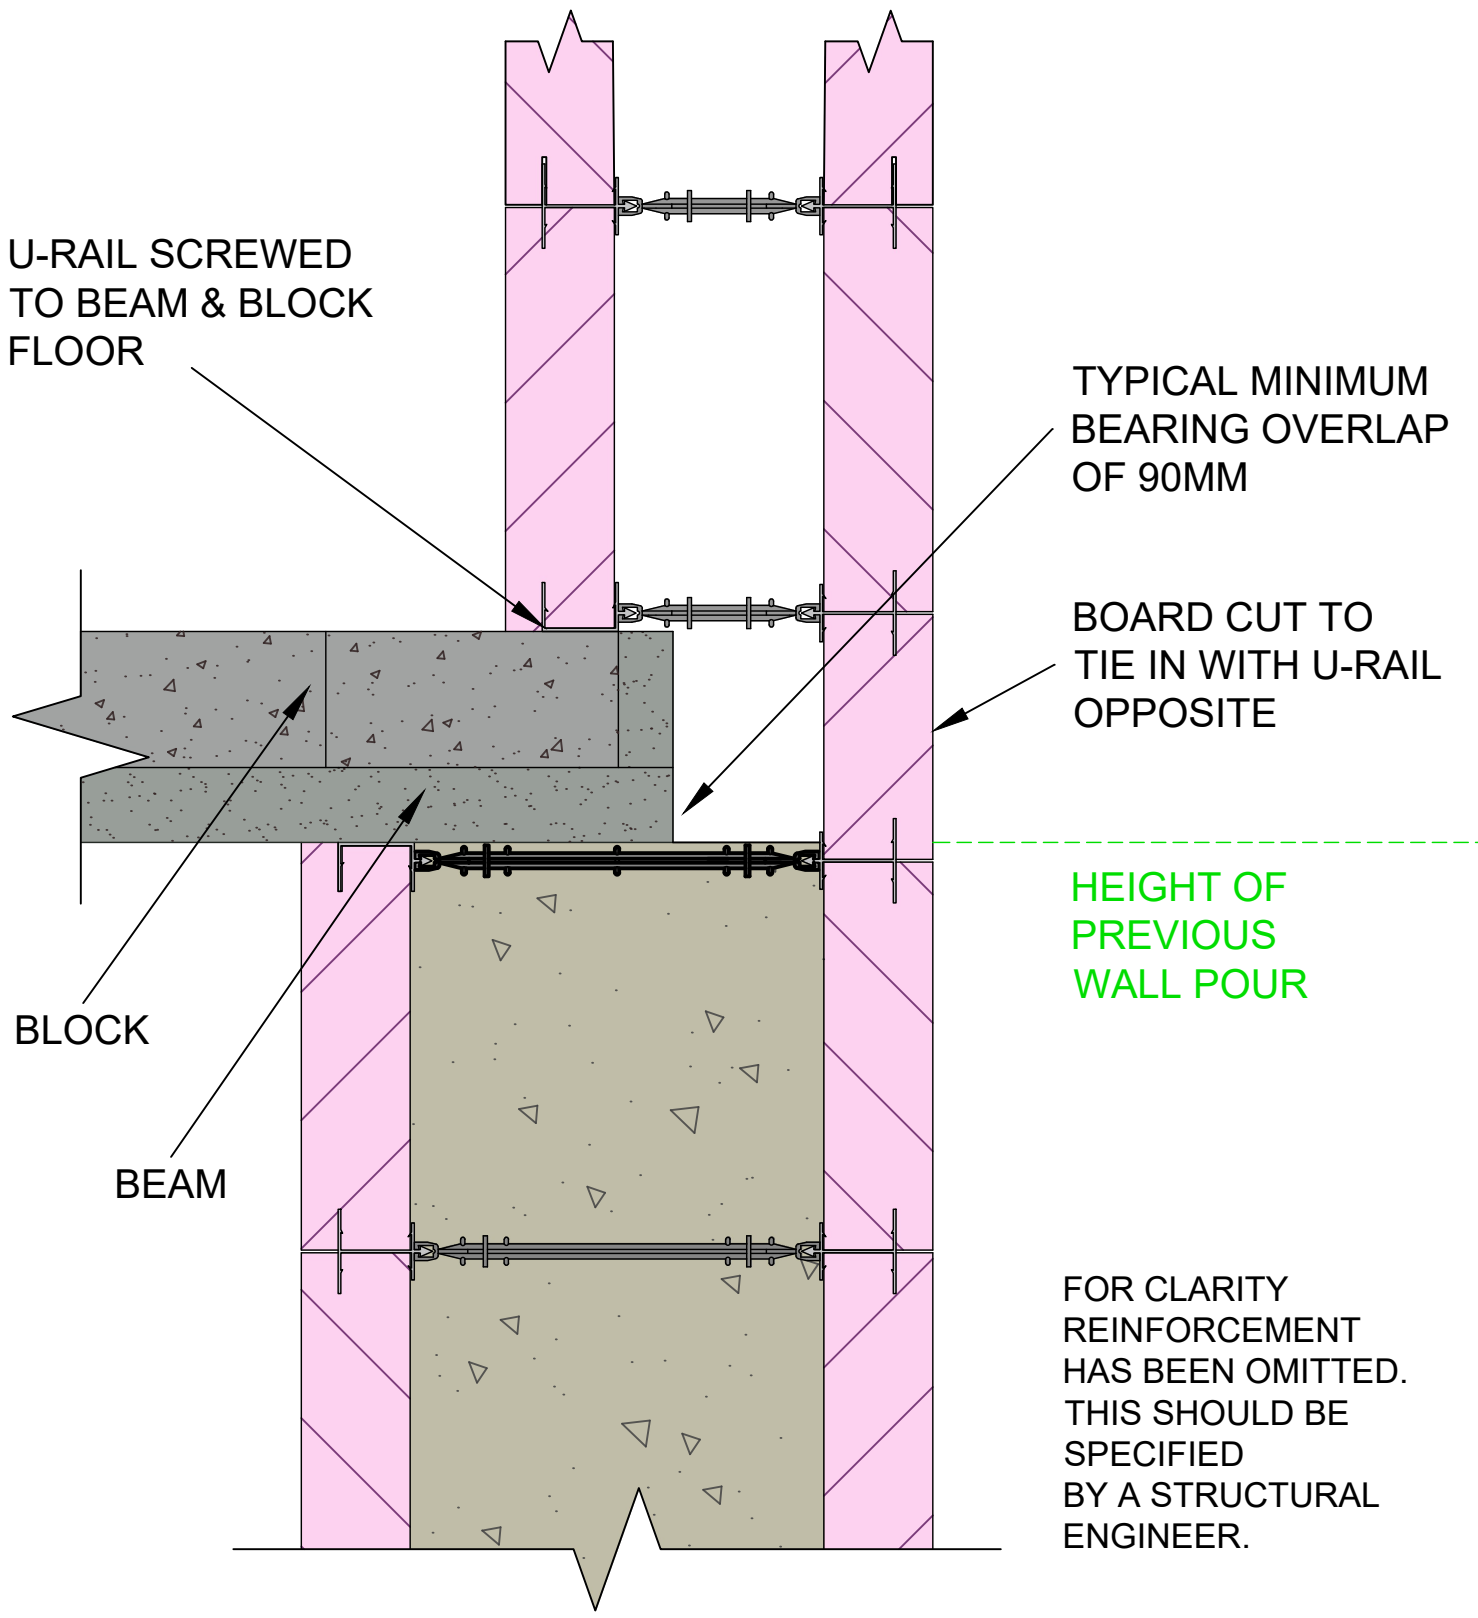 U-RAIL SCREWED
TO BEAM & BLOCK
FLOOR
TYPICAL MINIMUM
BEARING OVERLAP
OF 90MM
BOARD CUT TO
TIE IN WITH U-RAIL
OPPOSITE
HEIGHT OF
PREVIOUS
WALL POUR
BLOCK
BEAM
FOR CLARITY
REINFORCEMENT
HAS BEEN OMITTED.
THIS SHOULD BE
SPECIFIED
BY A STRUCTURAL
ENGINEER.